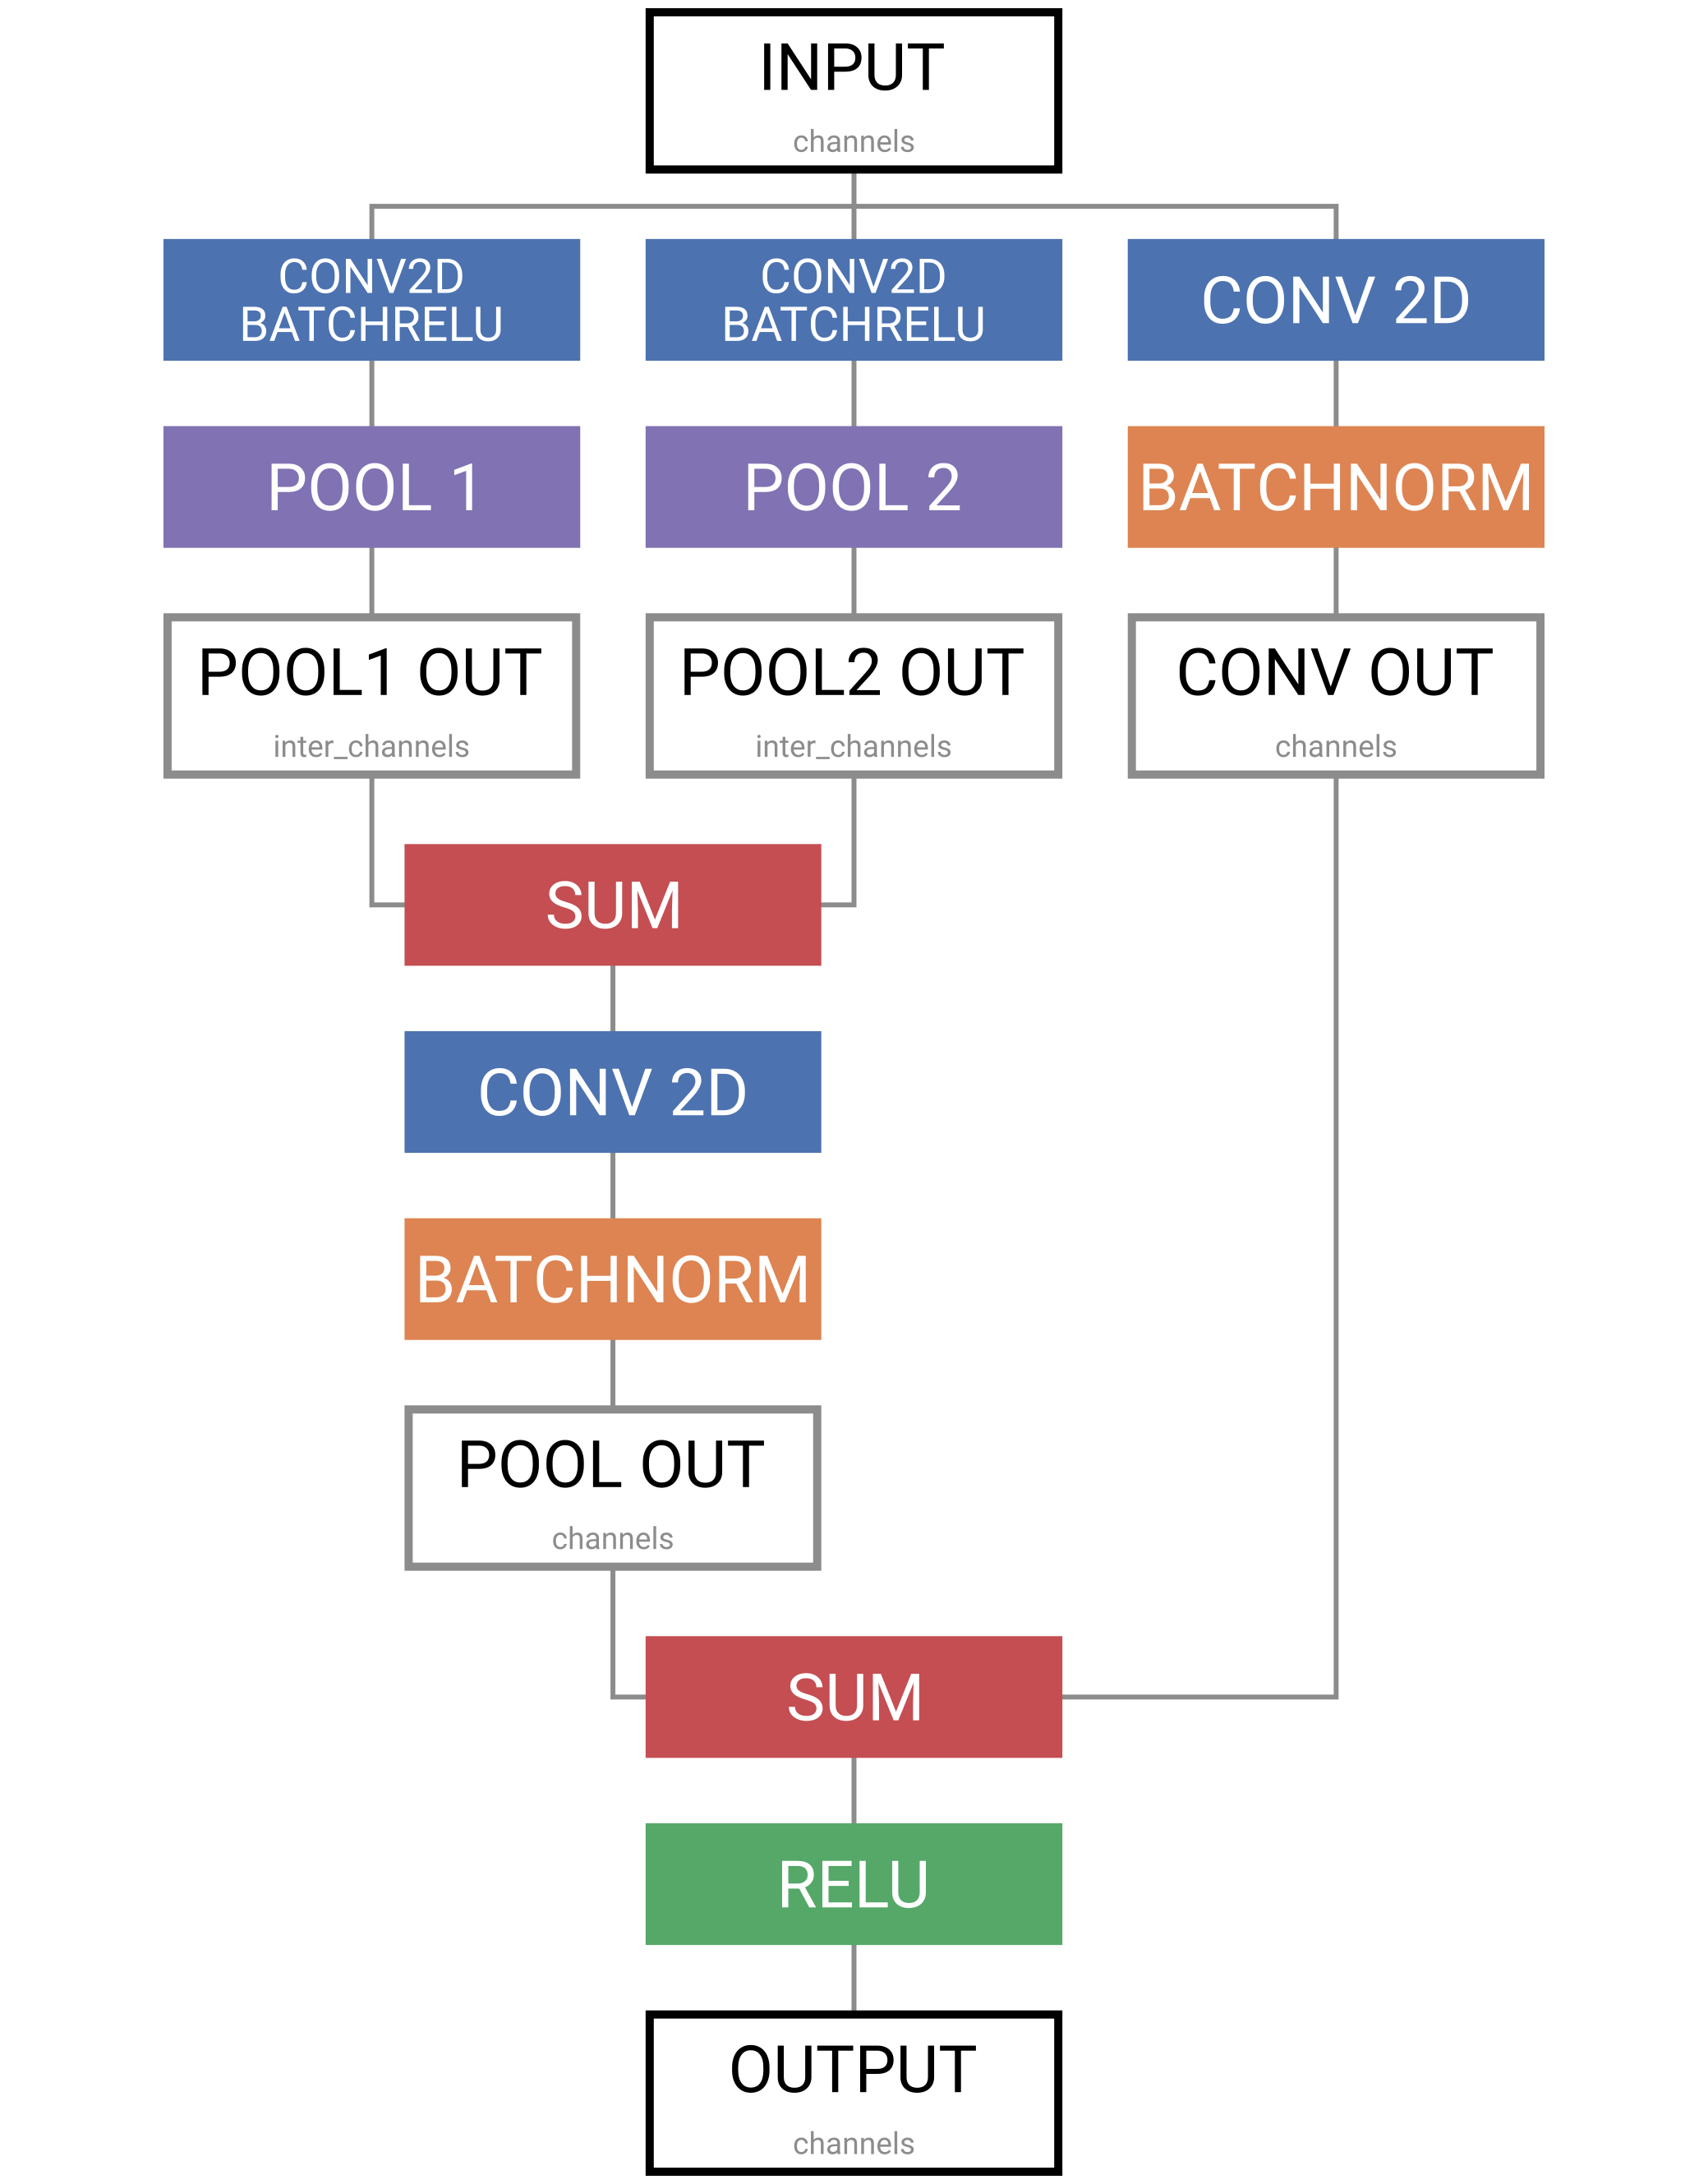 INPUT
channels
CONV2D
BATCHRELU
CONV2D
BATCHRELU
CONV 2D
POOL 1
POOL 2
BATCHNORM
POOL1 OUT
inter_channels
POOL2 OUT
inter_channels
CONV OUT
channels
SUM
CONV 2D
BATCHNORM
POOL OUT
channels
SUM
RELU
OUTPUT
channels